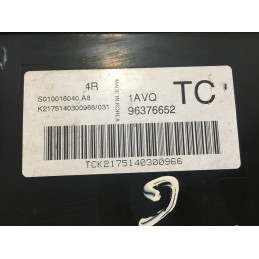 4R
S010016040 A8
K2175140300966/031
MADE IN KOREA
1AVQ
96376652
TC
TCK2175140300966